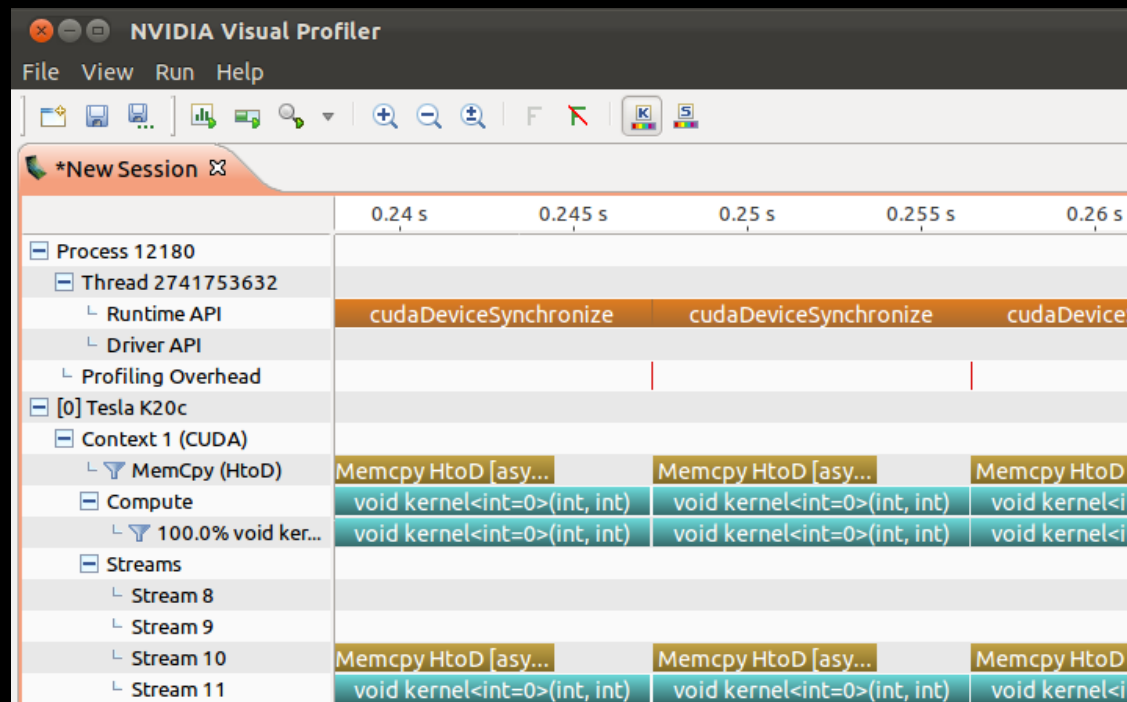 NVIDIA Visual Profiler
File View Run Help
F K S
*New Session
0.24 s 0.245 s 0.25 s 0.255 s 0.26 s
Process 12180
Thread 2741753632
Runtime API cudaDeviceSynchronize cudaDeviceSynchronize cudaDevice
Driver API
Profiling Overhead
[0] Tesla K20c
Context 1 (CUDA)
MemCpy (HtoD) Memcpy HtoD [asy... Memcpy HtoD [asy... Memcpy HtoD
Compute void kernel<int=0>(int, int) void kernel<int=0>(int, int) void kernel<i
100.0% void ker... void kernel<int=0>(int, int) void kernel<int=0>(int, int) void kernel<i
Streams
Stream 8
Stream 9
Stream 10 Memcpy HtoD [asy... Memcpy HtoD [asy... Memcpy HtoD
Stream 11 void kernel<int=0>(int, int) void kernel<int=0>(int, int) void kernel<i